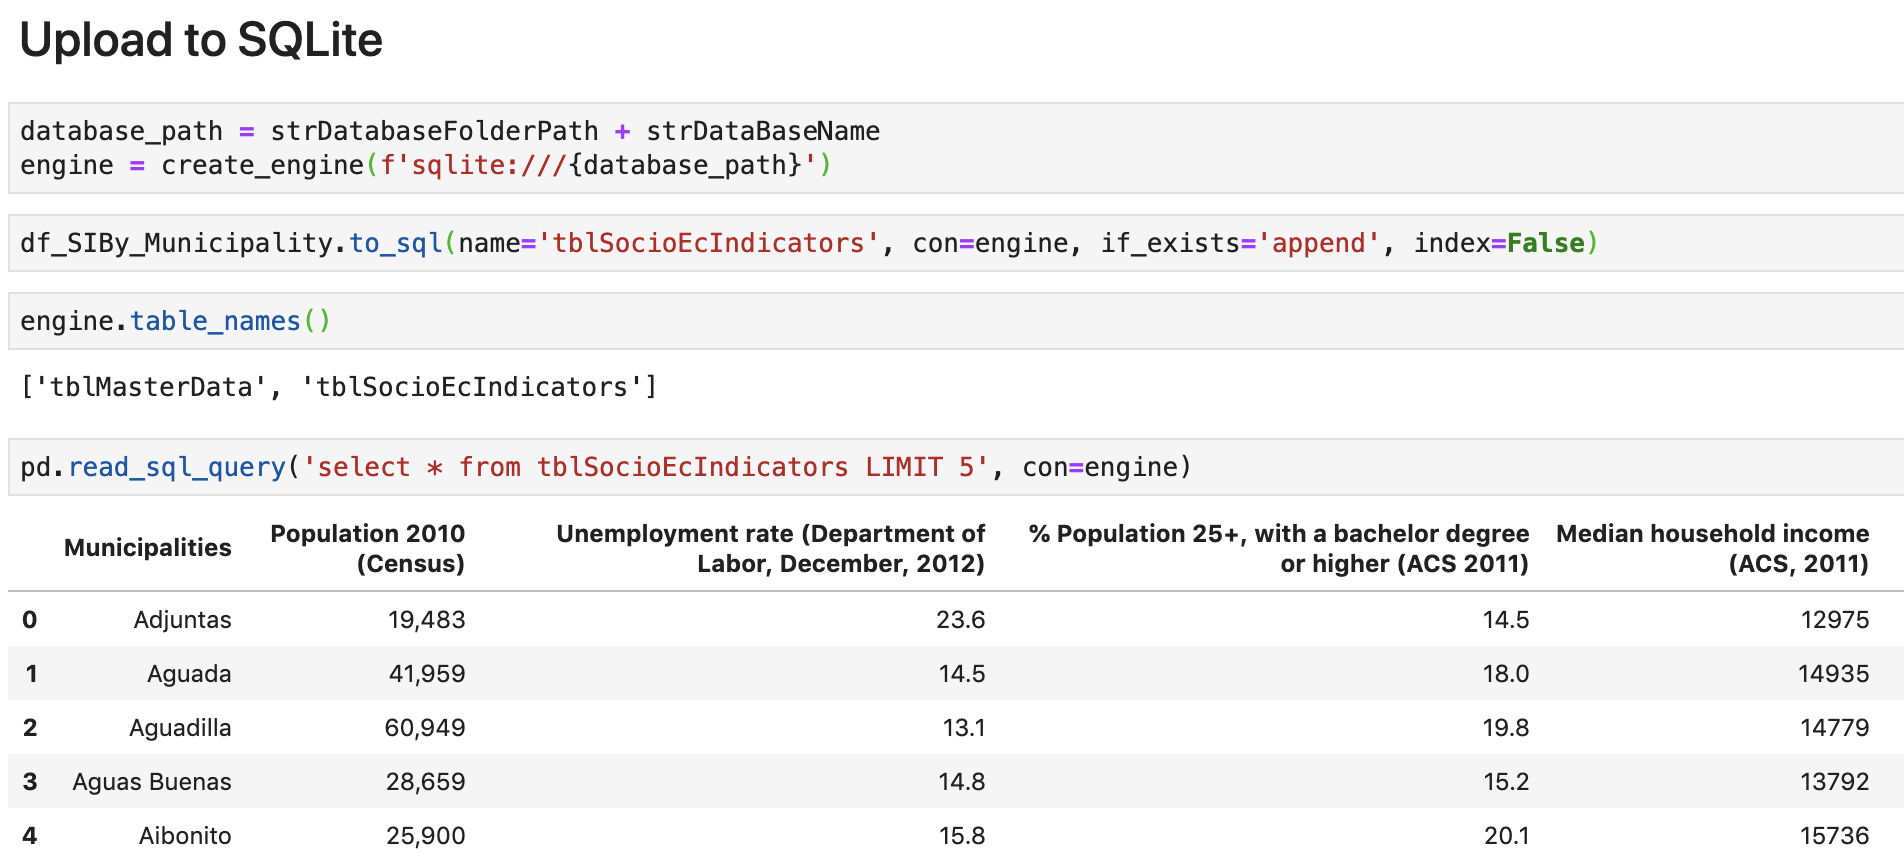 Upload to SQLite
database_path = strDatabaseFolderPath + strDataBaseName
engine = create_engine(f'sqlite:///{database_path}')
df_SIBy_Municipality.to_sql(name='tblSocioEcIndicators', con=engine, if_exists='append', index=False)
engine.table_names()
['tblMasterData', 'tblSocioEcIndicators']
pd.read_sql_query('select * from tblSocioEcIndicators LIMIT 5', con=engine)
Municipalities Population 2010 (Census) Unemployment rate (Department of Labor, December, 2012) % Population 25+, with a bachelor degree or higher (ACS 2011) Median household income (ACS, 2011)
0 Adjuntas 19,483 23.6 14.5 12975
1 Aguada 41,959 14.5 18.0 14935
2 Aguadilla 60,949 13.1 19.8 14779
3 Aguas Buenas 28,659 14.8 15.2 13792
4 Aibonito 25,900 15.8 20.1 15736